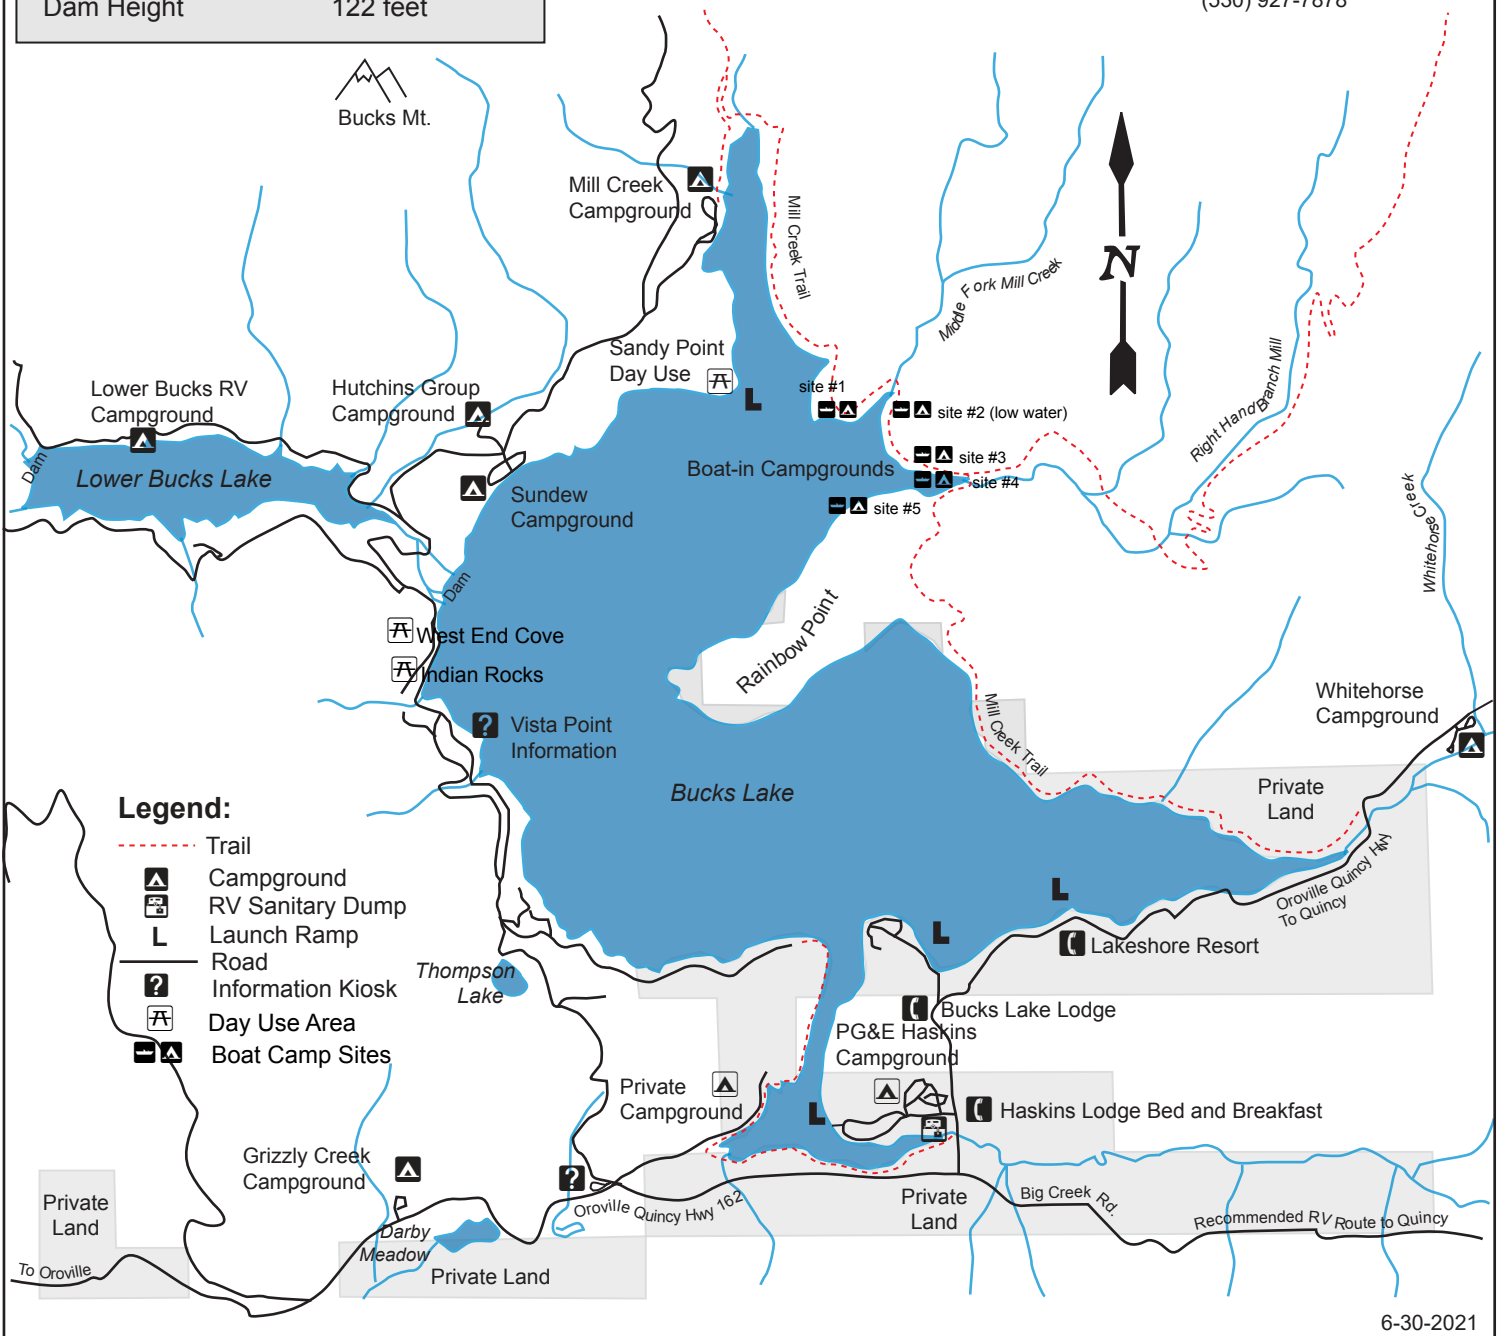 Dam Height 122 feet
(530) 927-7878
Bucks Mt.
Mill Creek
Campground
Mill Creek Trail
Middle Fork Mill Creek
N
Sandy Point
Day Use
L
site #1
site #2 (low water)
site #3
site #4
site #5
Boat-in Campgrounds
Right Hand Branch Mill
Whitehorse Creek
Lower Bucks RV
Campground
Hutchins Group
Campground
Dam
Lower Bucks Lake
Sundew
Campground
Dam
West End Cove
Indian Rocks
Rainbow Point
? Vista Point
Information
Mill Creek Trail
Whitehorse
Campground
Bucks Lake
Private
Land
Oroville Quincy Hwy
To Quincy
Legend:
Trail
Campground
RV Sanitary Dump
L Launch Ramp
Road
? Information Kiosk
Day Use Area
Boat Camp Sites
L
L
Lakeshore Resort
Thompson
Lake
Bucks Lake Lodge
PG&E Haskins
Campground
Private
Campground
L
Haskins Lodge Bed and Breakfast
Grizzly Creek
Campground
?
Oroville Quincy Hwy 162
Private
Land
Big Creek Rd.
Recommended RV Route to Quincy
Private
Land
Darby
Meadow
To Oroville
Private Land
6-30-2021